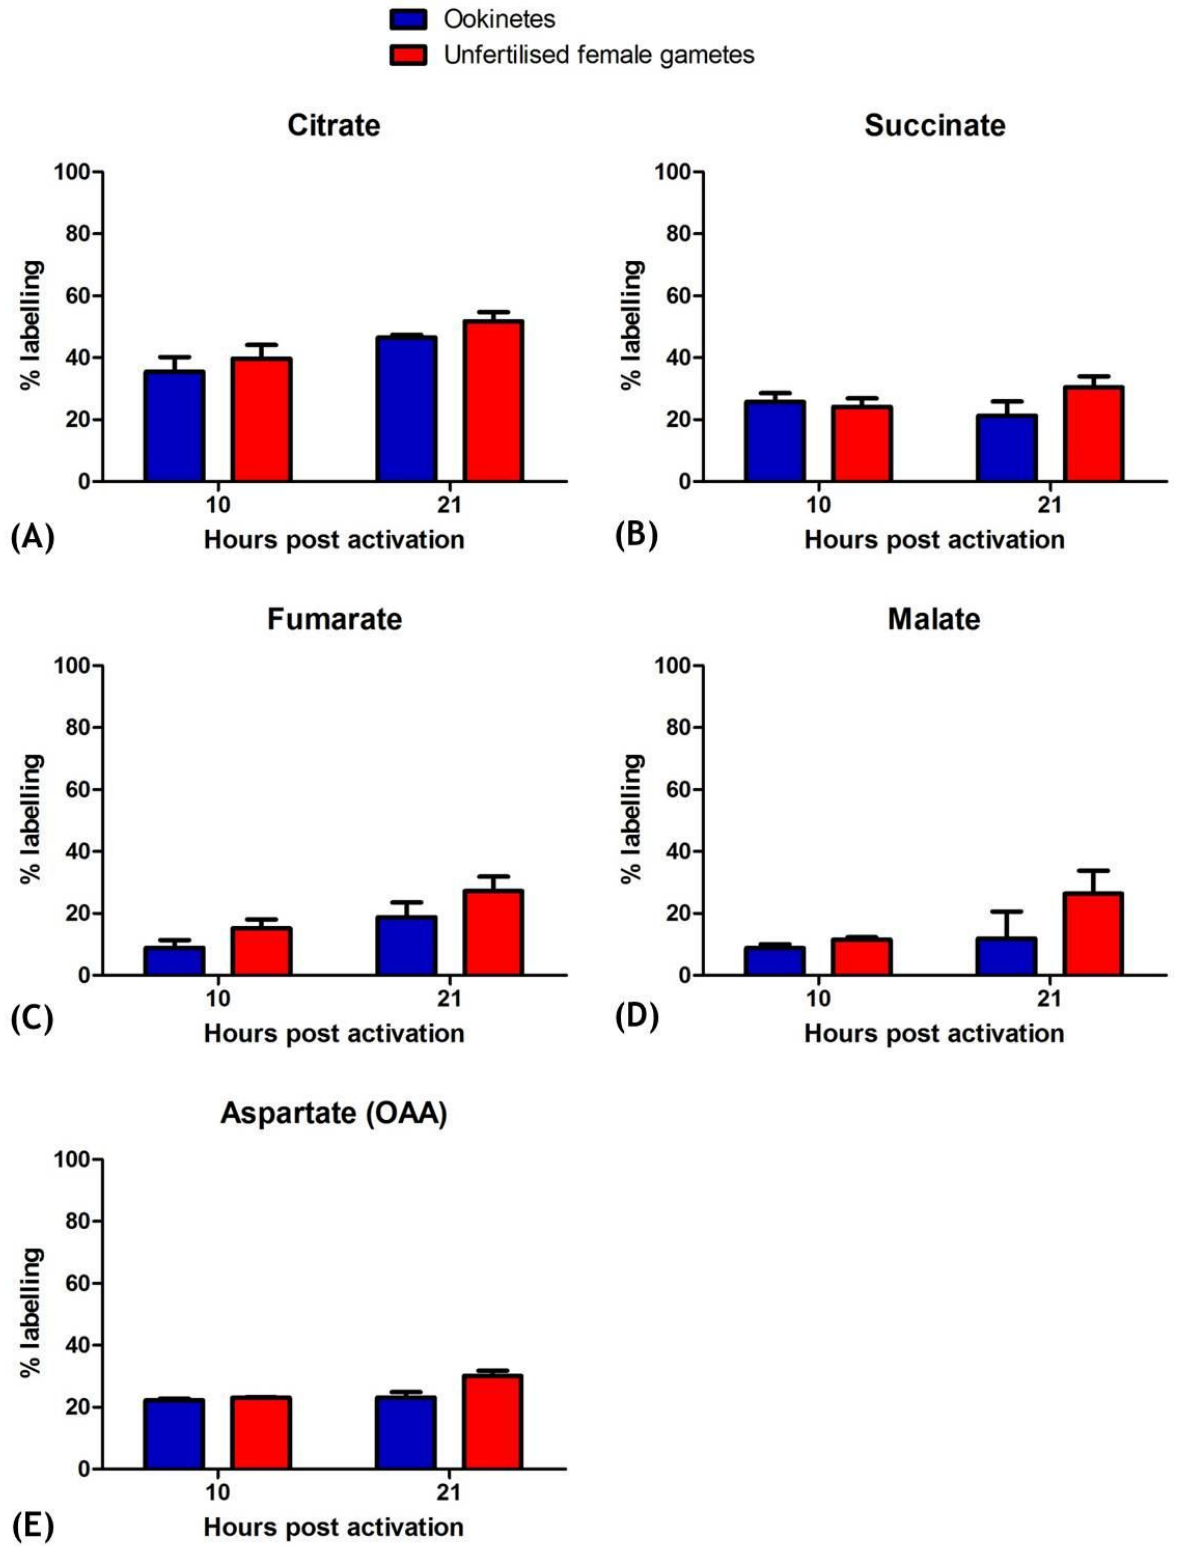 Ookinetes
Unfertilised female gametes
Citrate
100
80
60
40
20
0
% labelling
10 21
Hours post activation
(A)
Succinate
100
80
60
40
20
0
% labelling
10 21
Hours post activation
(B)
Fumarate
100
80
60
40
20
0
% labelling
10 21
Hours post activation
(C)
Malate
100
80
60
40
20
0
% labelling
10 21
Hours post activation
(D)
Aspartate (OAA)
100
80
60
40
20
0
% labelling
10 21
Hours post activation
(E)